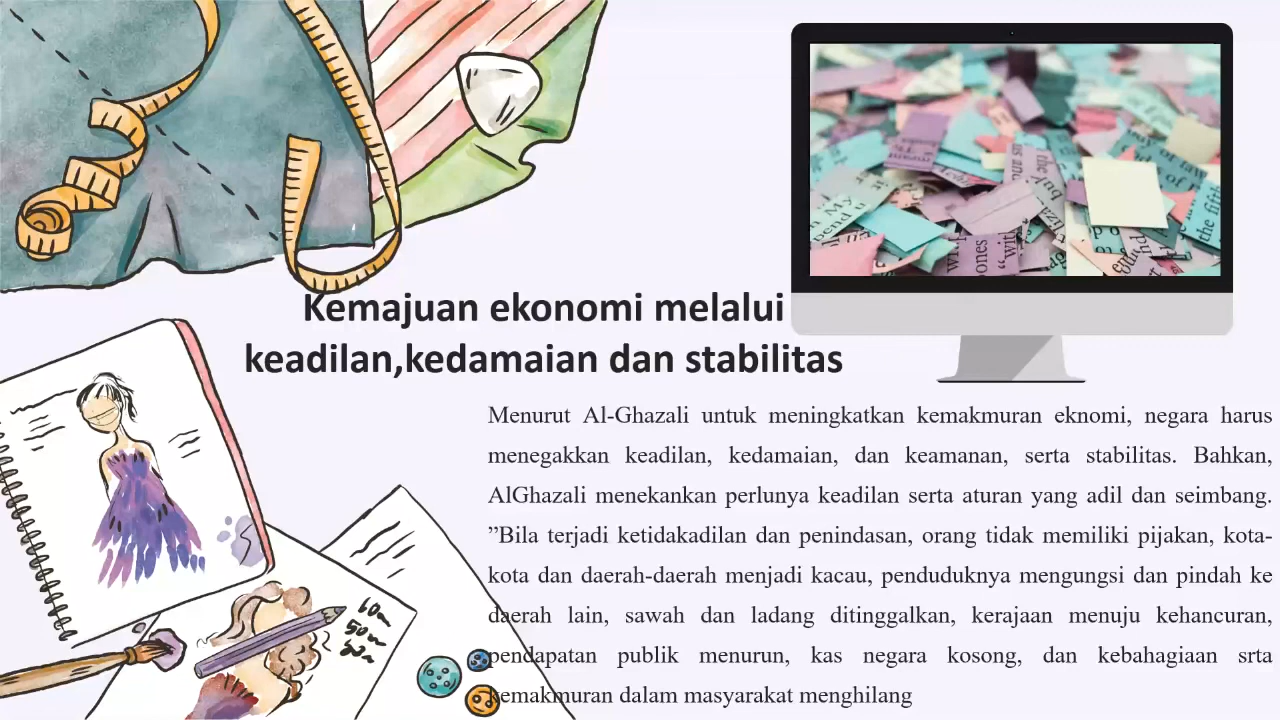 Kemajuan ekonomi melalui
keadilan,kedamaian dan stabilitas
Menurut Al-Ghazali untuk meningkatkan kemakmuran eknomi, negara harus
menegakkan keadilan, kedamaian, dan keamanan, serta stabilitas. Bahkan,
AlGhazali menekankan perlunya keadilan serta aturan yang adil dan seimbang.
”Bila terjadi ketidakadilan dan penindasan, orang tidak memiliki pijakan, kota-
kota dan daerah-daerah menjadi kacau, penduduknya mengungsi dan pindah ke
daerah lain, sawah dan ladang ditinggalkan, kerajaan menuju kehancuran,
pendapatan publik menurun, kas negara kosong, dan kebahagiaan srta
kemakmuran dalam masyarakat menghilang